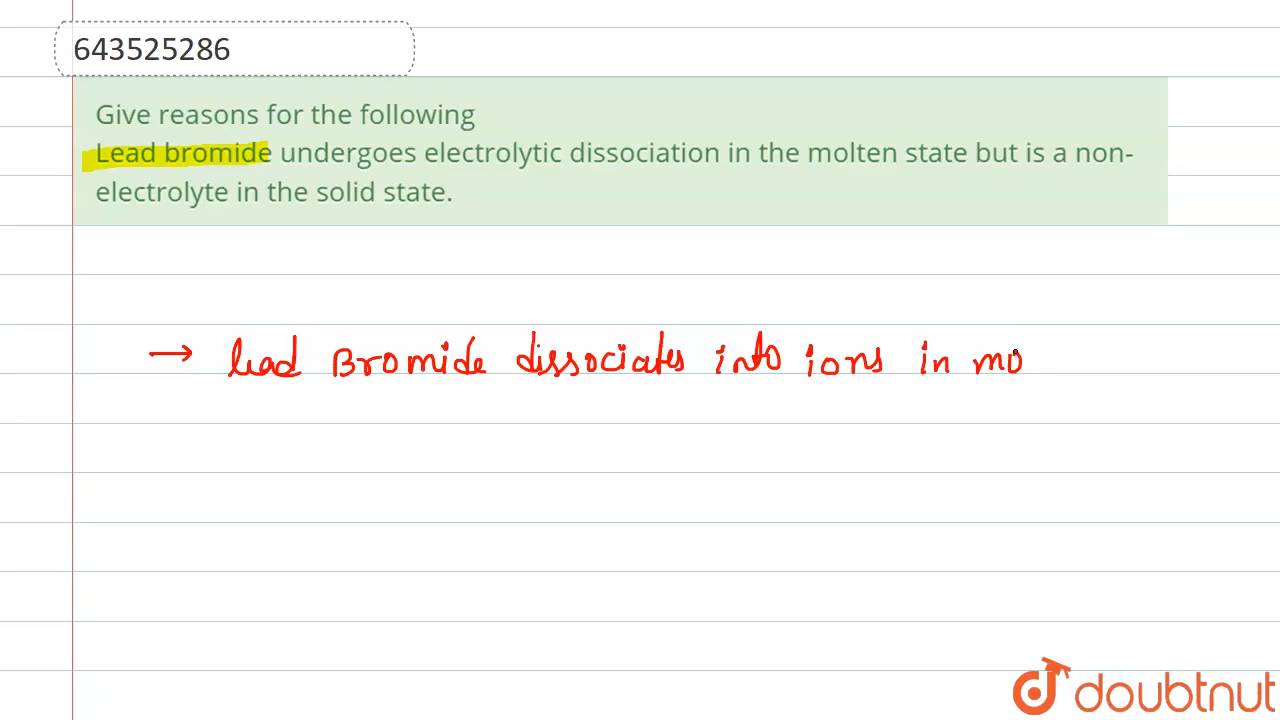 643525286
Give reasons for the following
Lead bromide undergoes electrolytic dissociation in the molten state but is a non-
electrolyte in the solid state.
→ lead Bromide dissociates into ions in mo
doubtnut